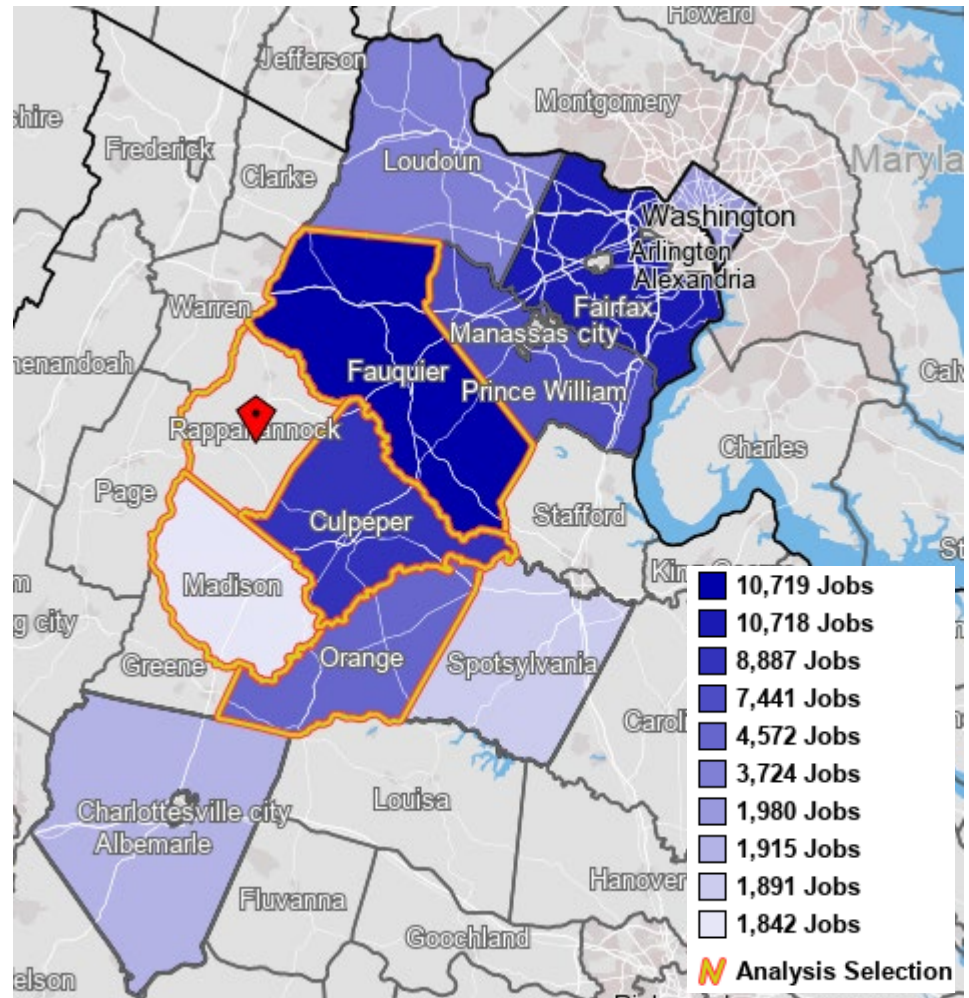 Howard
Jefferson
Montgomery
shire
Frederick
Loudoun
Maryla
Clarke
Washington
Arlington
Alexandria
Warren
Fairfax
Manassas city
henandoah
Fauquier
Calv
Prince William
Rappahannock
Charles
Page
Stafford
Culpeper
St
King
Madison
g city
Greene
Orange
Spotsylvania
Caroli
Louisa
Charlottesville city
Albemarle
Hanover
Fluvanna
Goochland
elson
10,719 Jobs
10,718 Jobs
8,887 Jobs
7,441 Jobs
4,572 Jobs
3,724 Jobs
1,980 Jobs
1,915 Jobs
1,891 Jobs
1,842 Jobs
Analysis Selection